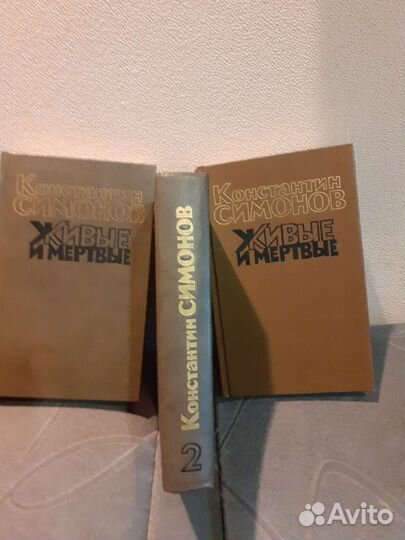 Константин
СИМОНОВ
ЖИВЫЕ
И МЕРТВЫЕ
Константин СИМОНОВ
2
Константин
СИМОНОВ
ЖИВЫЕ
И МЕРТВЫЕ
Avito